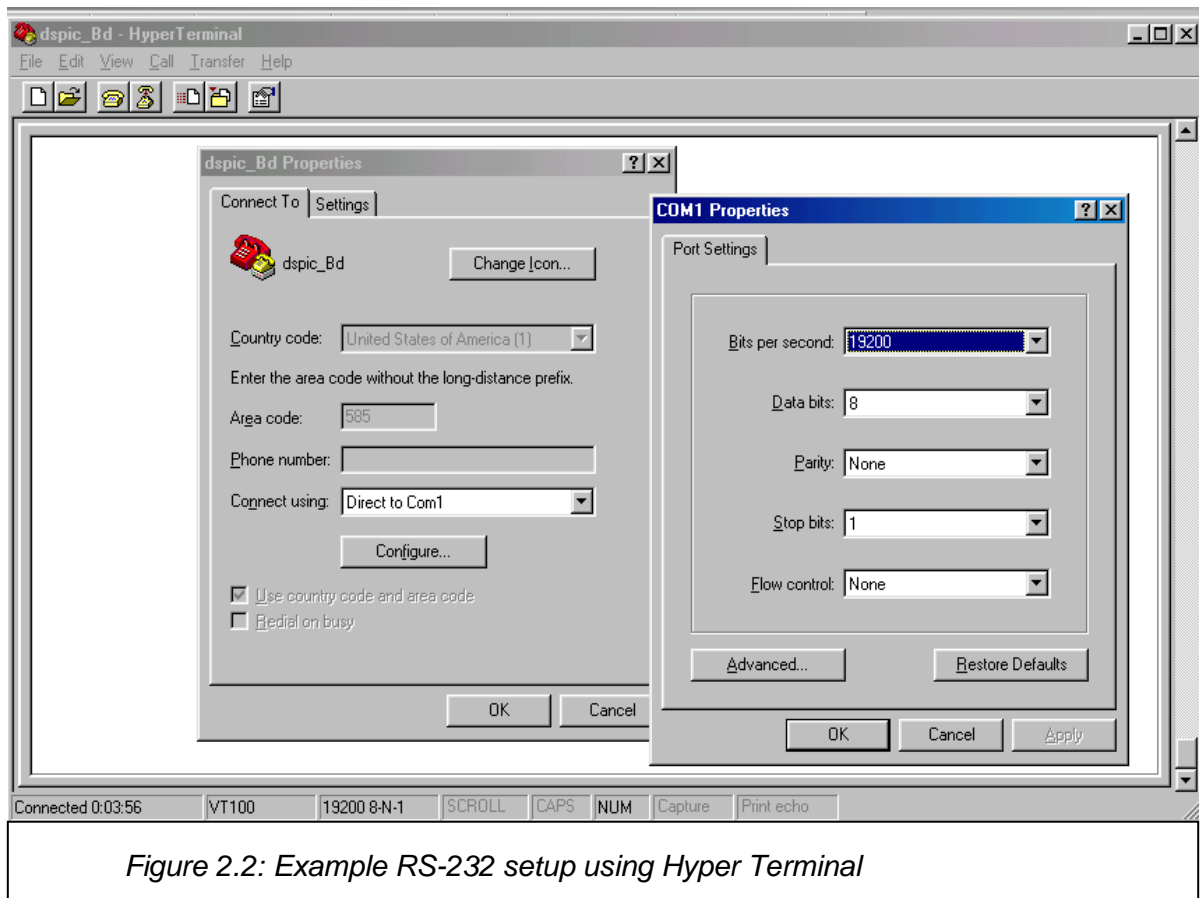 dspic_Bd - HyperTerminal
File Edit View Call Transfer Help
dspic_Bd Properties
Connect To Settings
dspic_Bd
Change Icon...
Country code: United States of America (1)
Enter the area code without the long-distance prefix.
Area code: 585
Phone number:
Connect using: Direct to Com1
Configure...
Use country code and area code
Redial on busy
OK Cancel
COM1 Properties
Port Settings
Bits per second: 19200
Data bits: 8
Parity: None
Stop bits: 1
Flow control: None
Advanced... Restore Defaults
OK Cancel Apply
Connected 0:03:56 VT100 19200 8-N-1 SCROLL CAPS NUM Capture Print echo
Figure 2.2: Example RS-232 setup using Hyper Terminal